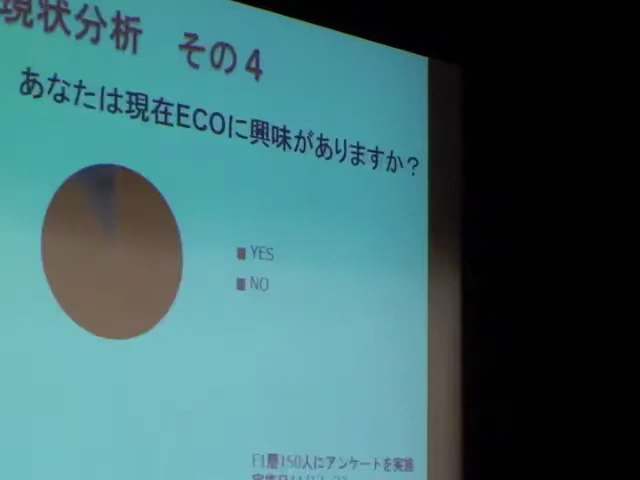 現状分析 その4
あなたは現在ECOに興味がありますか？
YES
NO
F1層150人にアンケートを実施